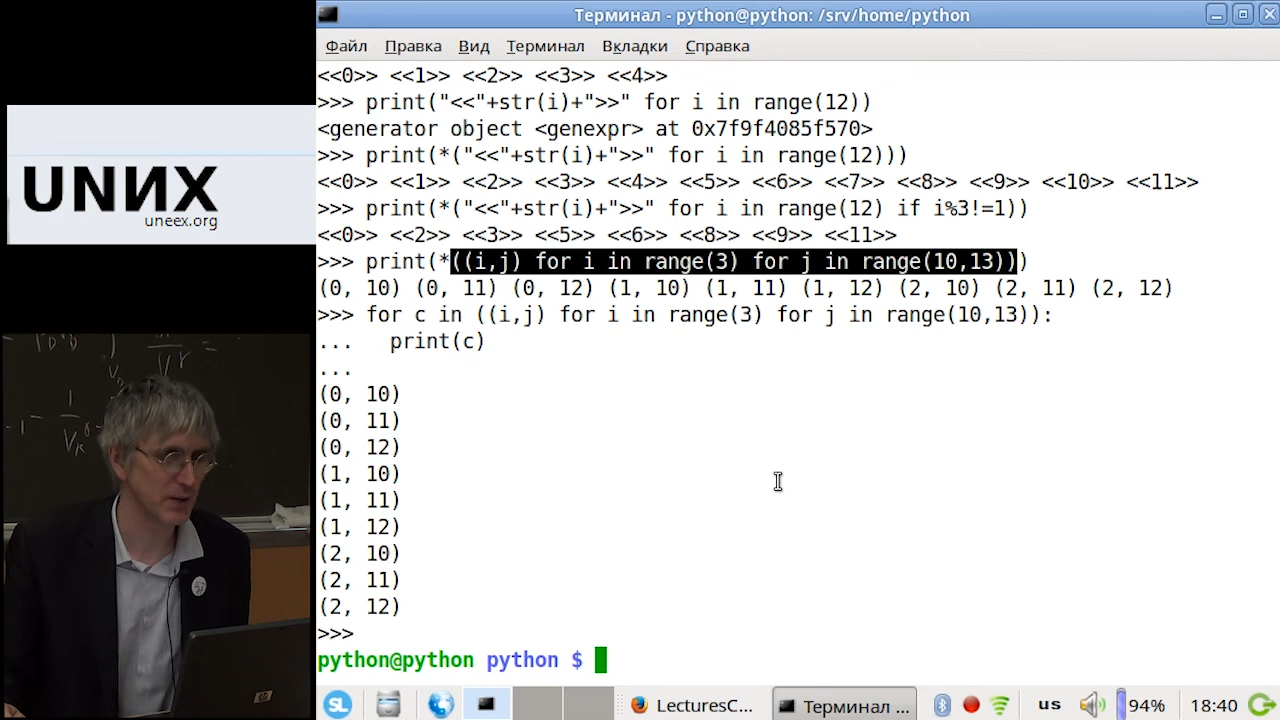 Терминал - python@python: /srv/home/python
Файл Правка Вид Терминал Вкладки Справка
<<0>> <<1>> <<2>> <<3>> <<4>>
>>> print("<<"+str(i)+">>" for i in range(12))
<generator object <genexpr> at 0x7f9f4085f570>
>>> print(*("<<"+str(i)+">>" for i in range(12)))
<<0>> <<1>> <<2>> <<3>> <<4>> <<5>> <<6>> <<7>> <<8>> <<9>> <<10>> <<11>>
>>> print(*("<<"+str(i)+">>" for i in range(12) if i%3!=1))
<<0>> <<2>> <<3>> <<5>> <<6>> <<8>> <<9>> <<11>>
>>> print(*((i,j) for i in range(3) for j in range(10,13)))
(0, 10) (0, 11) (0, 12) (1, 10) (1, 11) (1, 12) (2, 10) (2, 11) (2, 12)
>>> for c in ((i,j) for i in range(3) for j in range(10,13)):
...   print(c)
...
(0, 10)
(0, 11)
(0, 12)
(1, 10)
(1, 11)
(1, 12)
(2, 10)
(2, 11)
(2, 12)
>>>
python@python python $
UNИX
uneex.org
hp
SL
LecturesC...
Терминал ...
us
94%
18:40